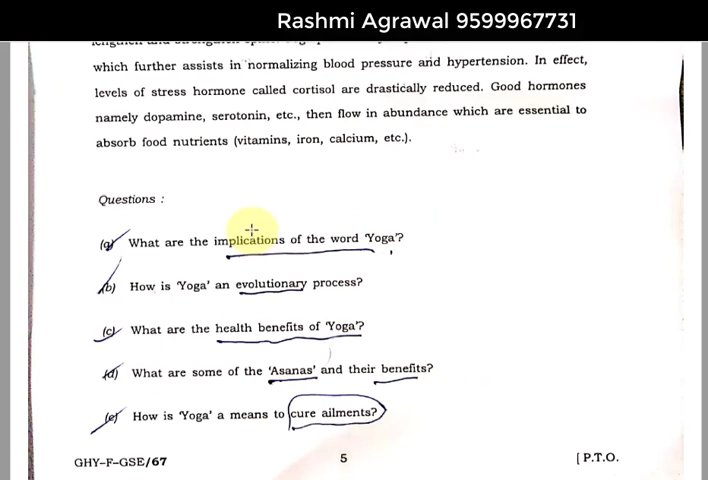 Rashmi Agrawal 9599967731
which further assists in normalizing blood pressure and hypertension. In effect,
levels of stress hormone called cortisol are drastically reduced. Good hormones
namely dopamine, serotonin, etc., then flow in abundance which are essential to
absorb food nutrients (vitamins, iron, calcium, etc.).
Questions :
(a) What are the implications of the word 'Yoga'?
(b) How is 'Yoga' an evolutionary process?
(c) What are the health benefits of 'Yoga'?
(d) What are some of the 'Asanas' and their benefits?
(e) How is 'Yoga' a means to cure ailments?
GHY–F–GSE/67 5 [ P.T.O.